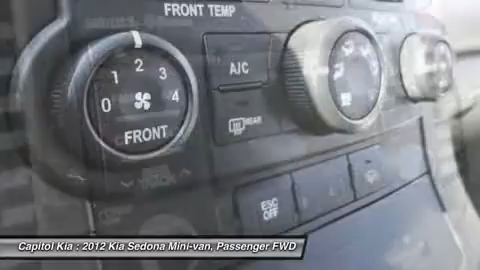 FRONT TEMP
0 1 2 3 4
FRONT
A/C
REAR
ESC
OFF
Capitol Kia : 2012 Kia Sedona Mini-van, Passenger FWD